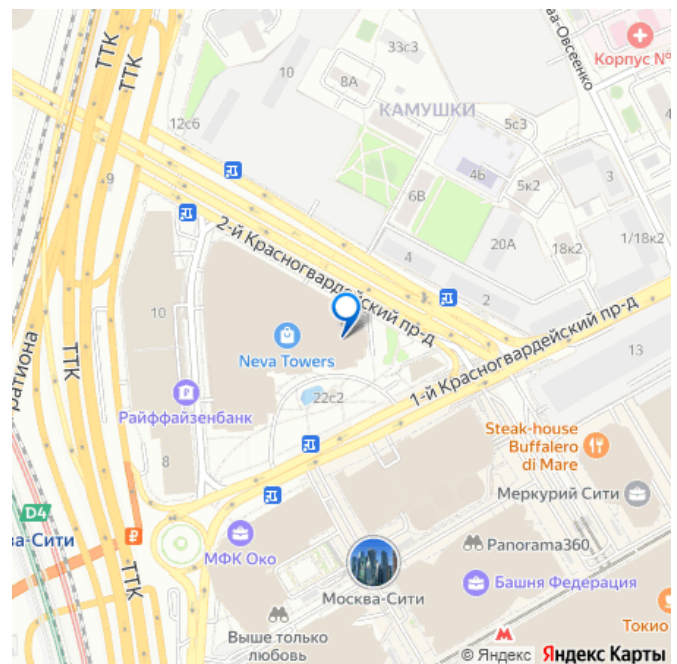 ТТК
ТТК
33с3
ва-Овсеенко
Корпус №
10
8А
КАМУШКИ
12с6
5с3
9
4Б
6В
5к2
3
2-й Красногвардейский пр-д
20А
18к2
1/18к2
4
2
10
Neva Towers
1-й Красногвардейский пр-д
13
ратиона
ТТК
22с2
Райффайзенбанк
8
Steak-house
Buffalero
di Mare
Меркурий Сити
D4
ва-Сити
₽
МФК Око
Panorama360
Башня Федерация
ТТК
Москва-Сити
Токио
Выше только
любовь
© Яндекс Яндекс Карты